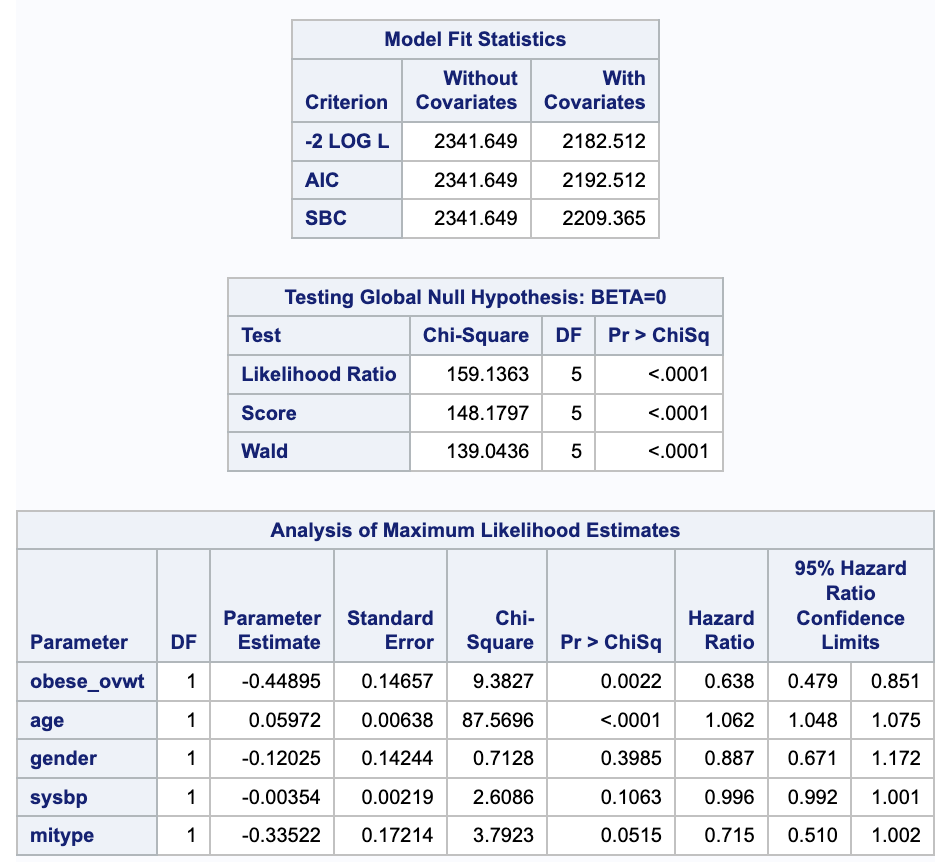 Model Fit Statistics
Criterion Without Covariates With Covariates
-2 LOG L 2341.649 2182.512
AIC 2341.649 2192.512
SBC 2341.649 2209.365
Testing Global Null Hypothesis: BETA=0
Test Chi-Square DF Pr > ChiSq
Likelihood Ratio 159.1363 5 <.0001
Score 148.1797 5 <.0001
Wald 139.0436 5 <.0001
Analysis of Maximum Likelihood Estimates
Parameter DF Parameter Estimate Standard Error Chi-Square Pr > ChiSq Hazard Ratio 95% Hazard Ratio Confidence Limits
obese_ovwt 1 -0.44895 0.14657 9.3827 0.0022 0.638 0.479 0.851
age 1 0.05972 0.00638 87.5696 <.0001 1.062 1.048 1.075
gender 1 -0.12025 0.14244 0.7128 0.3985 0.887 0.671 1.172
sysbp 1 -0.00354 0.00219 2.6086 0.1063 0.996 0.992 1.001
mitype 1 -0.33522 0.17214 3.7923 0.0515 0.715 0.510 1.002